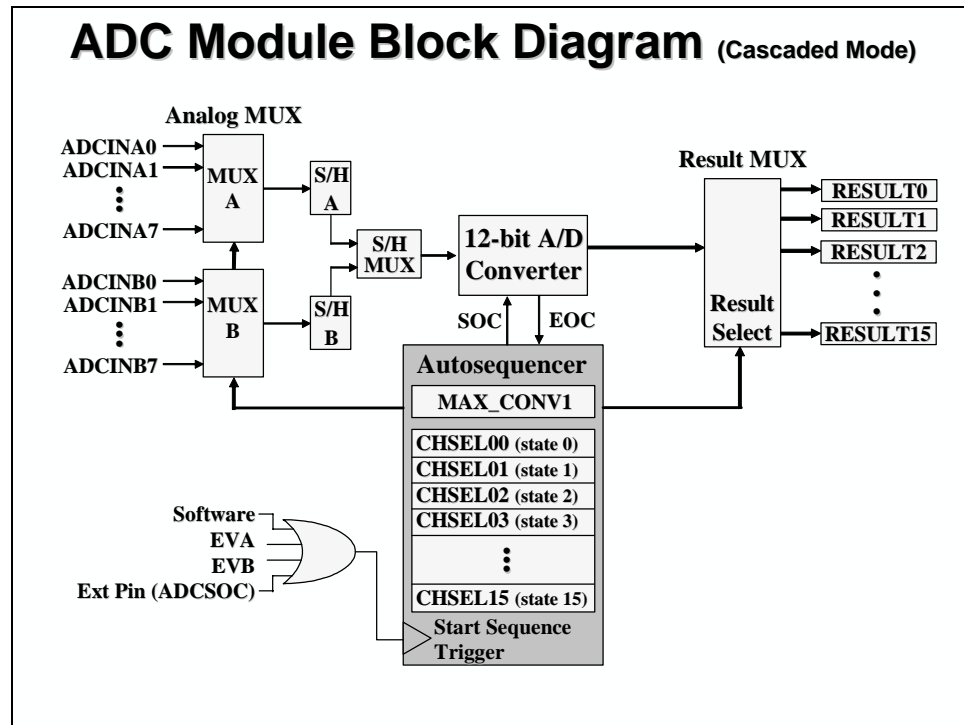 ADC Module Block Diagram (Cascaded Mode)
Analog MUX
ADCINA0
ADCINA1
ADCINA7
MUX
A
ADCINB0
ADCINB1
ADCINB7
MUX
B
S/H
A
S/H
B
S/H
MUX
12-bit A/D
Converter
SOC
EOC
Result MUX
Result
Select
RESULT0
RESULT1
RESULT2
RESULT15
Autosequencer
MAX_CONV1
CHSEL00 (state 0)
CHSEL01 (state 1)
CHSEL02 (state 2)
CHSEL03 (state 3)
CHSEL15 (state 15)
Start Sequence
Trigger
Software
EVA
EVB
Ext Pin (ADCSOC)